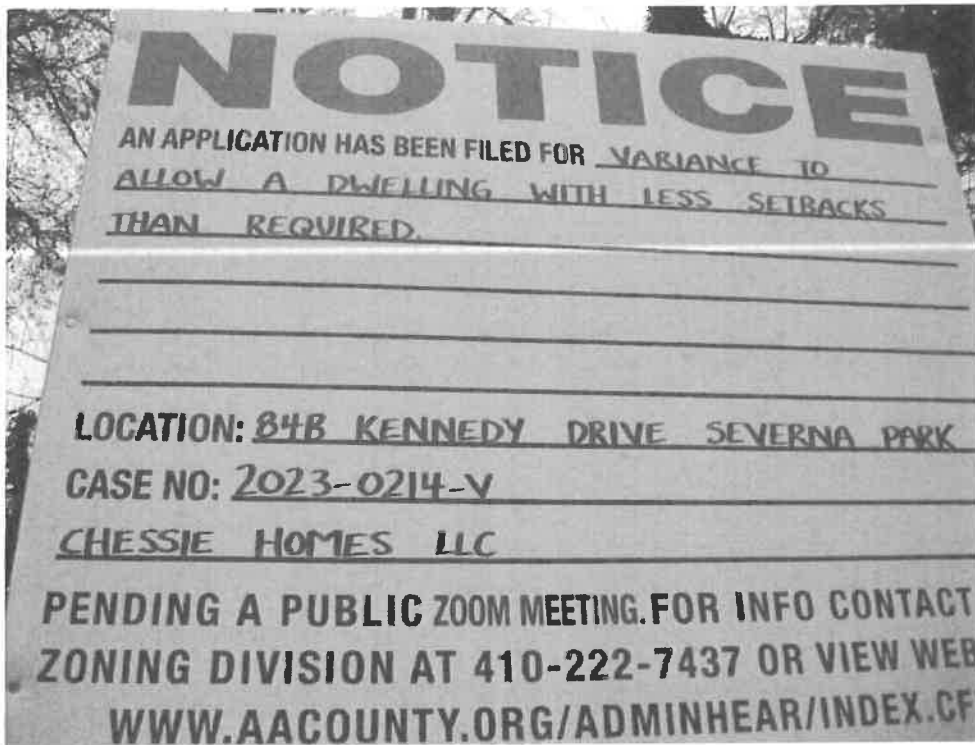 NOTICE
AN APPLICATION HAS BEEN FILED FOR VARIANCE TO
ALLOW A DWELLING WITH LESS SETBACKS
THAN REQUIRED.
LOCATION: 84B KENNEDY DRIVE SEVERNA PARK
CASE NO: 2023-0214-V
CHESSIE HOMES LLC
PENDING A PUBLIC ZOOM MEETING. FOR INFO CONTACT
ZONING DIVISION AT 410-222-7437 OR VIEW WEB
WWW.AACOUNTY.ORG/ADMINHEAR/INDEX.CF